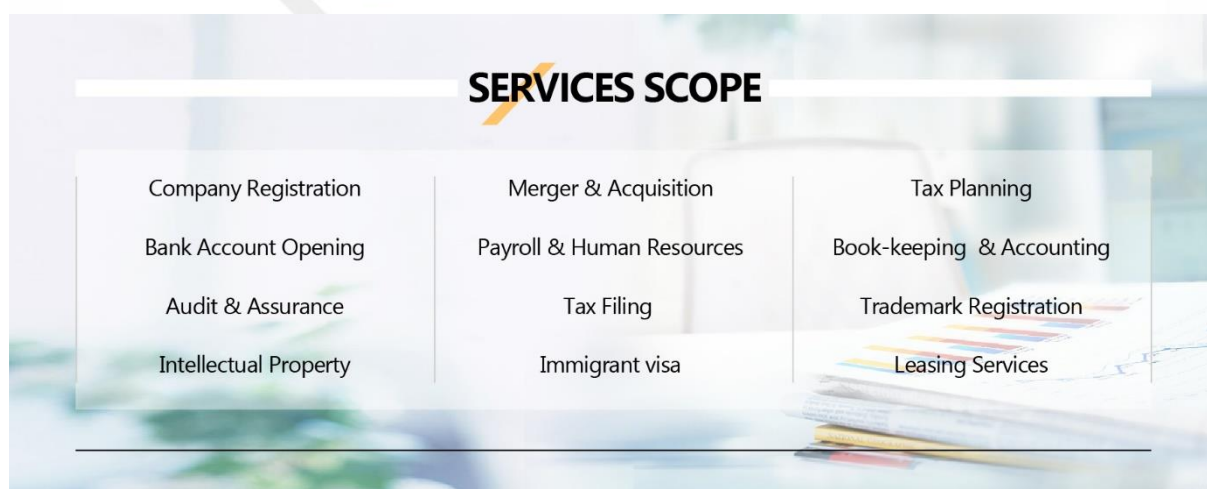 SERVICES SCOPE
Company Registration
Merger & Acquisition
Tax Planning
Bank Account Opening
Payroll & Human Resources
Book-keeping & Accounting
Audit & Assurance
Tax Filing
Trademark Registration
Intellectual Property
Immigrant visa
Leasing Services